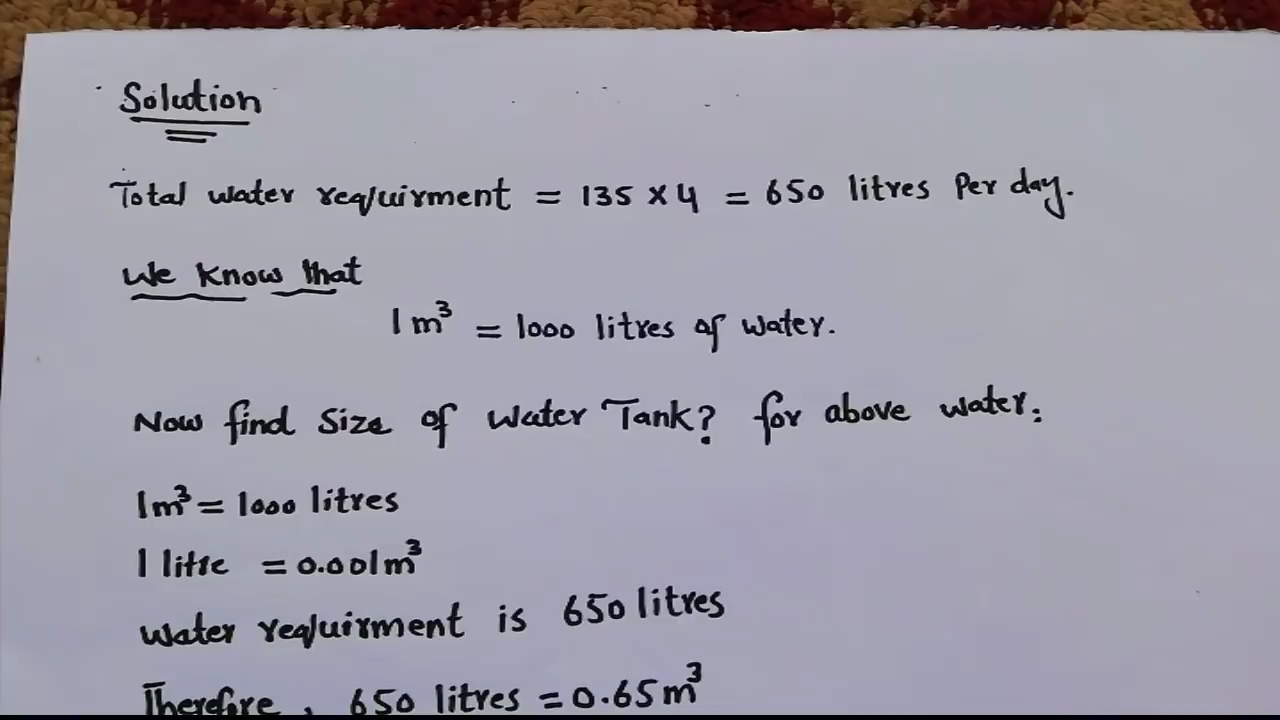 Solution
Total water requirment = 135 x 4 = 650 litres Per day.
We know that
1m³ = 1000 litres of water.
Now find Size of Water Tank? for above water.
1m³ = 1000 litres
1 litre = 0.001m³
water requirment is 650 litres
Therefore, 650 litres = 0.65m³